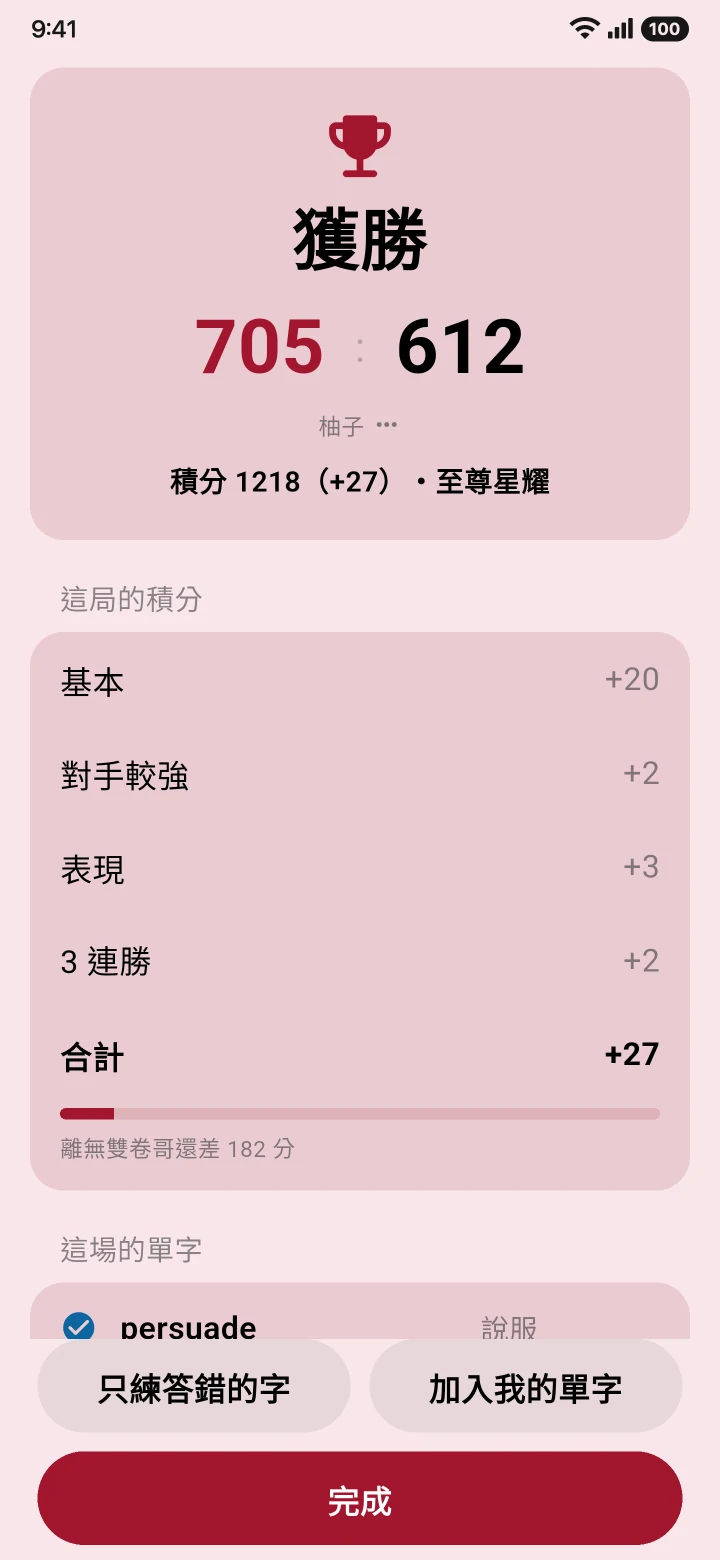 9:41
100
獲勝
705 : 612
柚子 •••
積分 1218（+27）・至尊星耀
這局的積分
基本 +20
對手較強 +2
表現 +3
3 連勝 +2
合計 +27
離無雙卷哥還差 182 分
這場的單字
persuade 說服
只練答錯的字 加入我的單字
完成